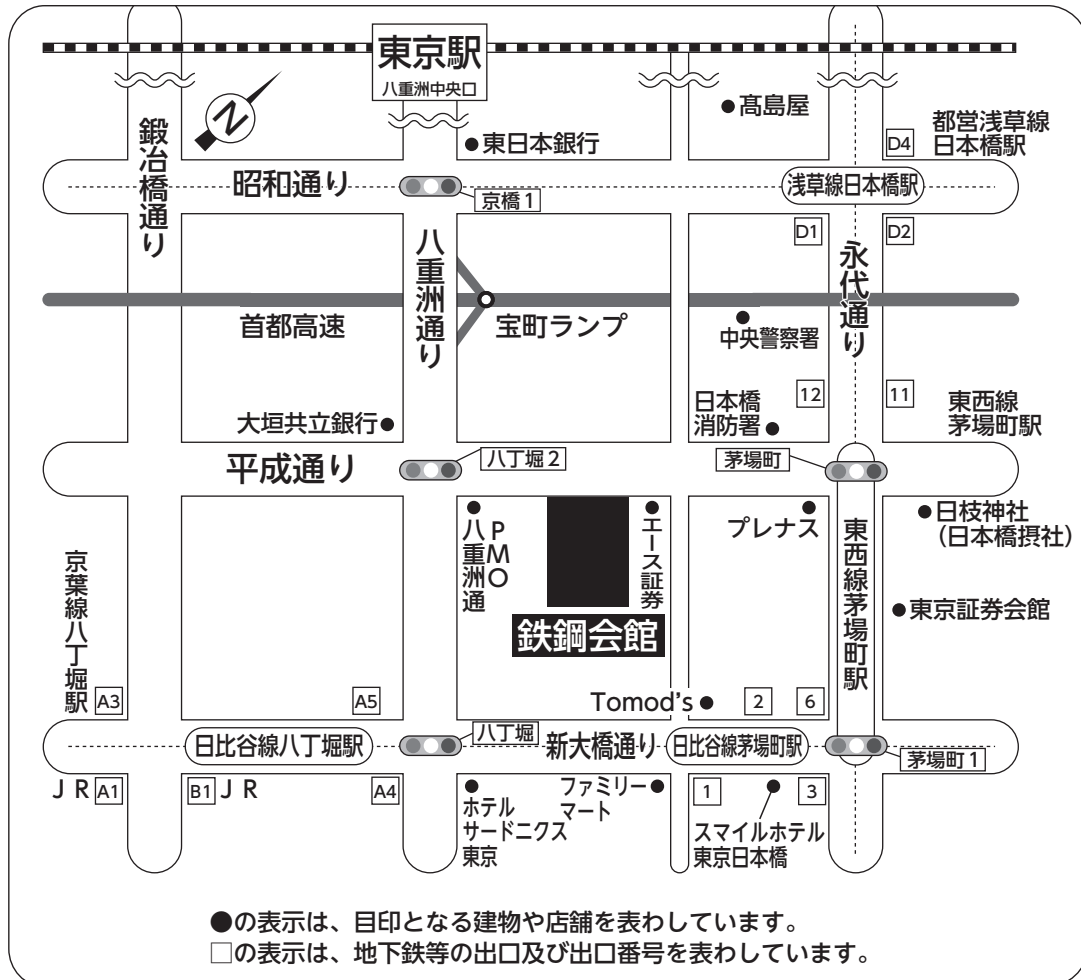 東京駅
八重洲中央口
N
髙島屋
東日本銀行
D4
都営浅草線
日本橋駅
鍛冶橋通り
昭和通り
京橋1
浅草線日本橋駅
D1
D2
八重洲通り
永代通り
首都高速
宝町ランプ
中央警察署
12
11
大垣共立銀行
日本橋
消防署
東西線
茅場町駅
平成通り
八丁堀2
茅場町
PMO
八重洲通
エース証券
プレナス
日枝神社
（日本橋摂社）
鉄鋼会館
東西線茅場町駅
東京証券会館
京葉線八丁堀駅
A3
A5
Tomod's
2
6
日比谷線八丁堀駅
八丁堀
新大橋通り
日比谷線茅場町駅
茅場町1
JR
A1
B1
JR
A4
ホテル
サードニクス
東京
ファミリー
マート
1
3
スマイルホテル
東京日本橋
●の表示は、目印となる建物や店舗を表わしています。
□の表示は、地下鉄等の出口及び出口番号を表わしています。